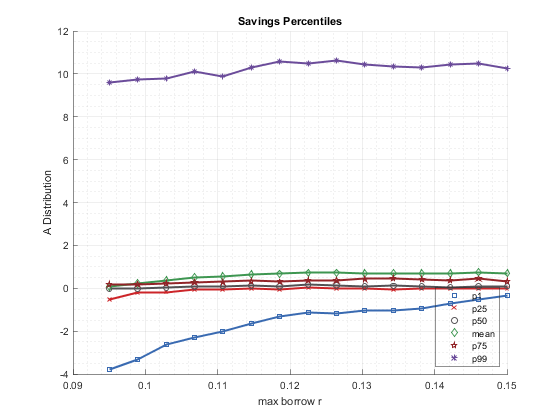 Savings Percentiles
12
10
8
6
4
2
0
-2
-4
A Distribution
p1
p25
p50
mean
p75
p99
0.09 0.1 0.11 0.12 0.13 0.14 0.15
max borrow r